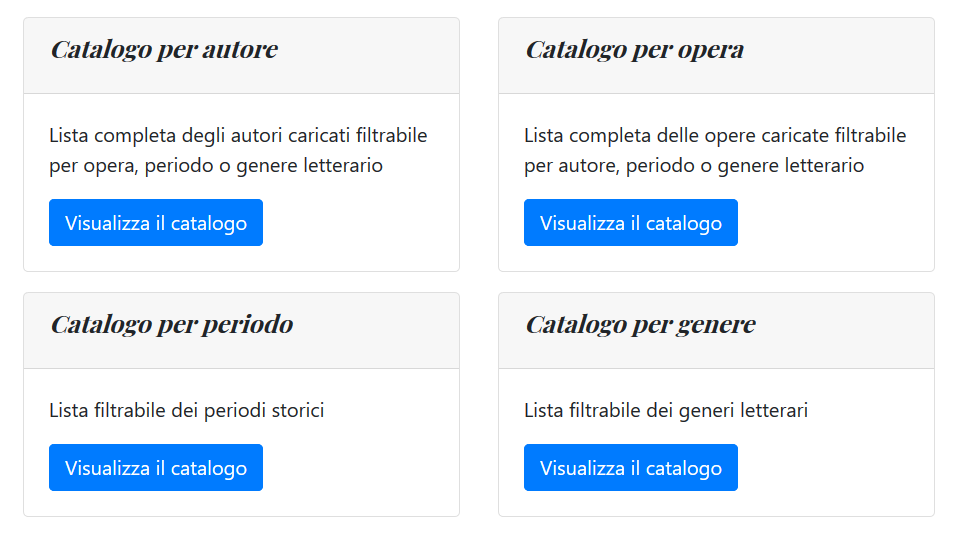 Catalogo per autore
Lista completa degli autori caricati filtrabile
per opera, periodo o genere letterario
Visualizza il catalogo
Catalogo per opera
Lista completa delle opere caricate filtrabile
per autore, periodo o genere letterario
Visualizza il catalogo
Catalogo per periodo
Lista filtrabile dei periodi storici
Visualizza il catalogo
Catalogo per genere
Lista filtrabile dei generi letterari
Visualizza il catalogo